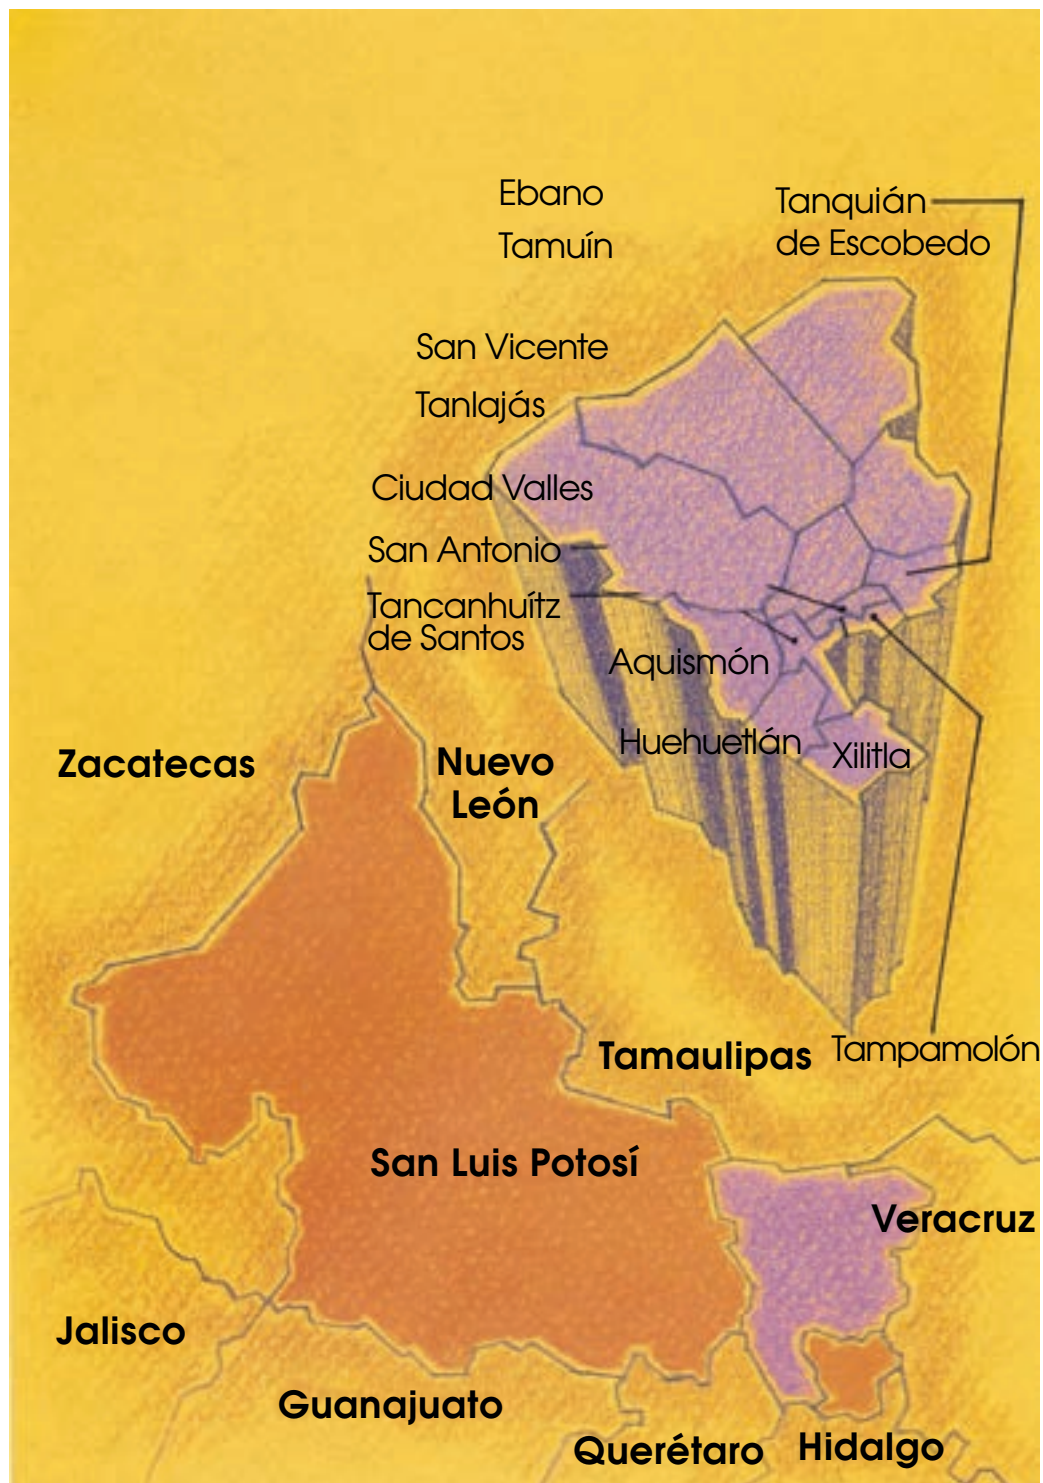 Ebano
Tanquián
de Escobedo
Tamuín
San Vicente
Tanlajás
Ciudad Valles
San Antonio
Tancanhuítz
de Santos
Aquismón
Huehuetlán
Xilitla
Zacatecas
Nuevo
León
Tamaulipas
Tampamolón
San Luis Potosí
Veracruz
Jalisco
Guanajuato
Querétaro
Hidalgo